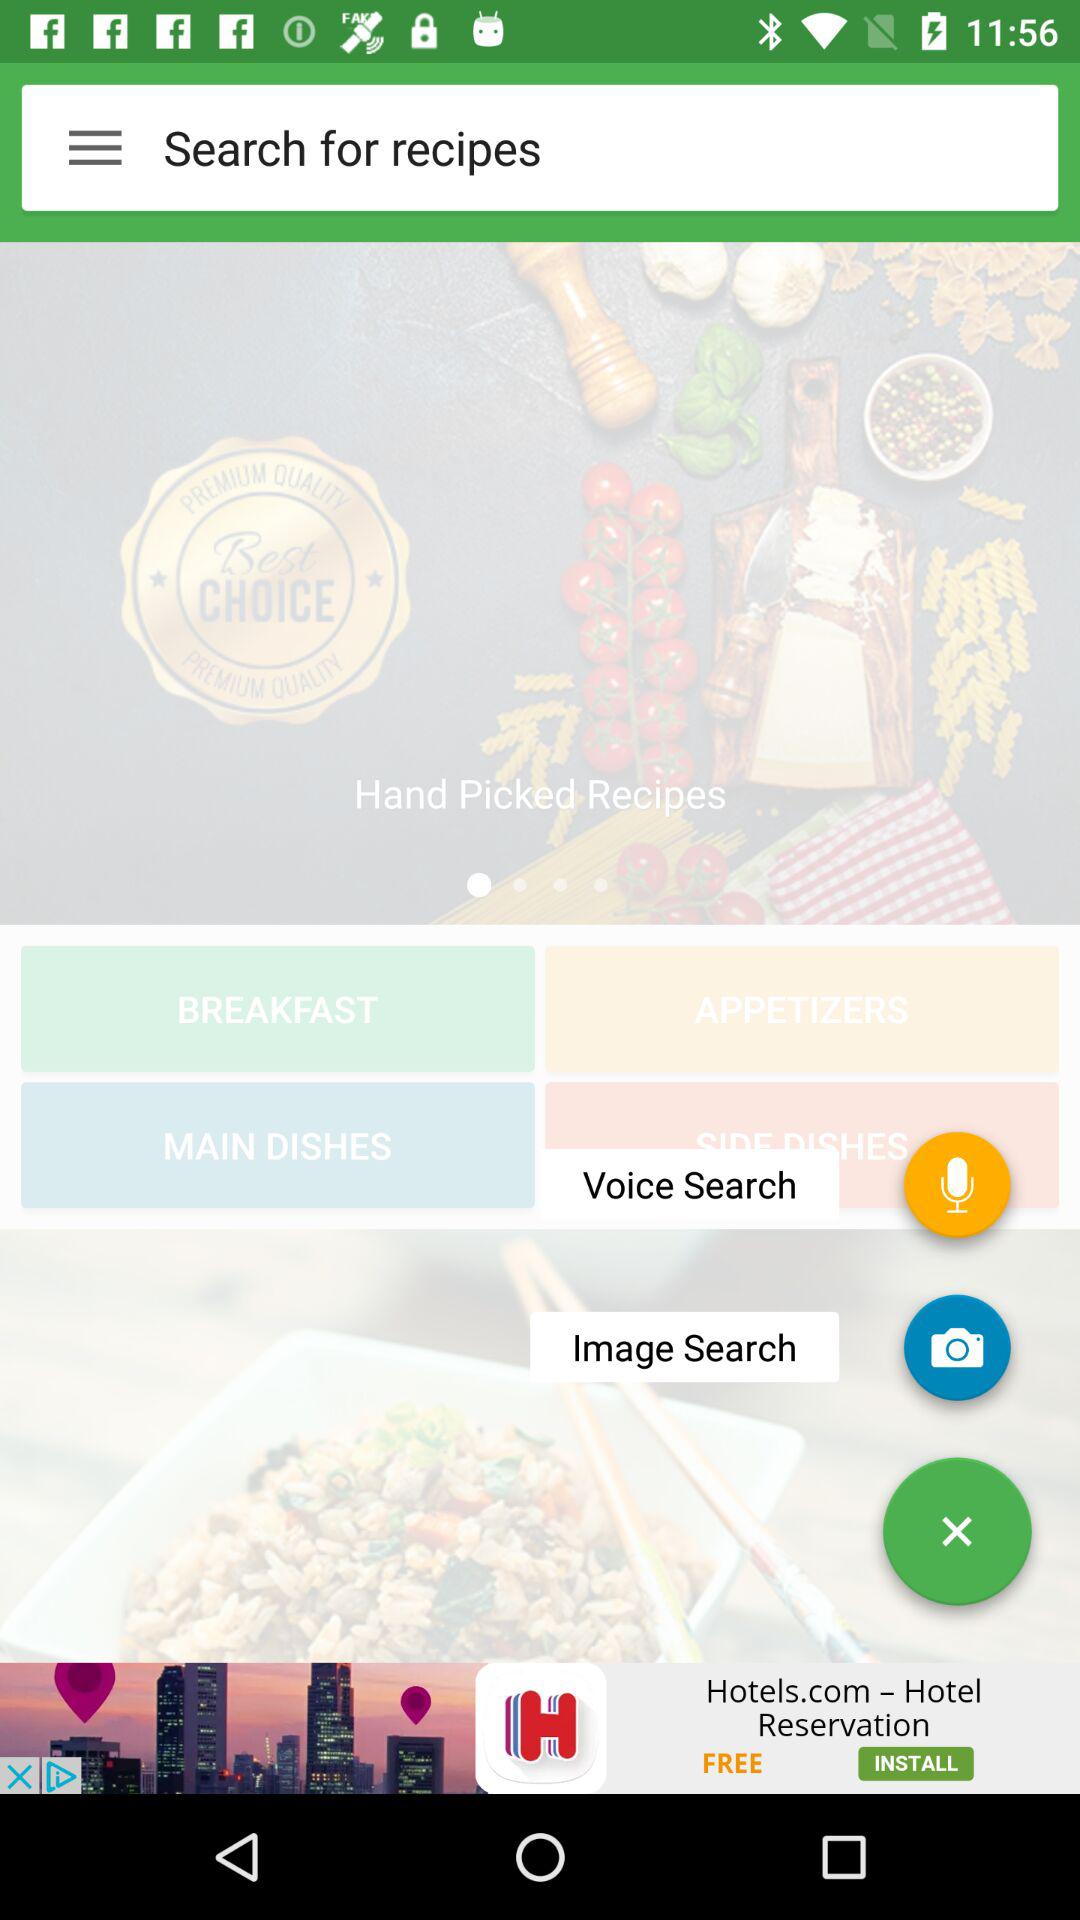 FAKE
11:56
Search for recipes
PREMIUM QUALITY
Best
CHOICE
PREMIUM QUALITY
Hand Picked Recipes
BREAKFAST
APPETIZERS
MAIN DISHES
SIDE DISHES
Voice Search
Image Search
H
Hotels.com – Hotel
Reservation
FREE
INSTALL